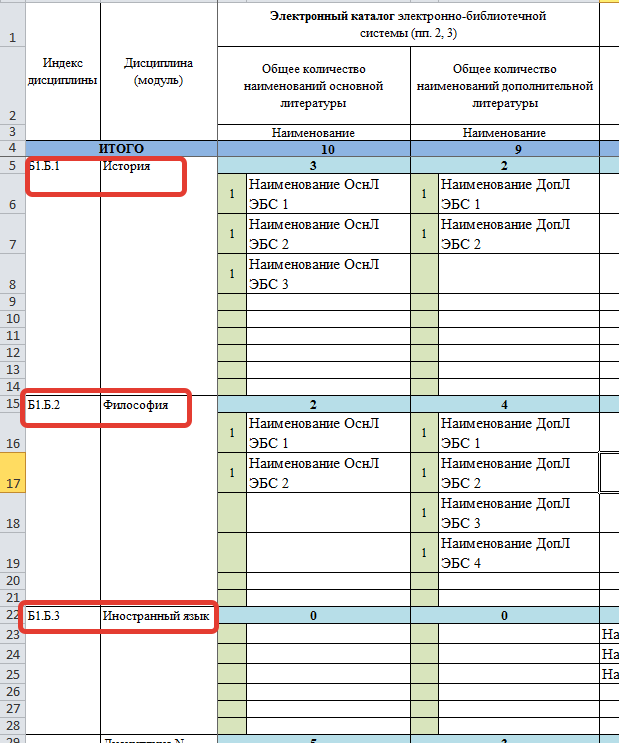 Электронный каталог электронно-библиотечной
системы (пп. 2, 3)
1
Индекс
дисциплины
Дисциплина
(модуль)
Общее количество
наименований основной
литературы
Общее количество
наименований дополнительной
литературы
2
3 Наименование Наименование
4 ИТОГО 10 9
5 Б1.Б.1 История 3 2
1 Наименование ОснЛ 1 Наименование ДопЛ
6 ЭБС 1 ЭБС 1
1 Наименование ОснЛ 1 Наименование ДопЛ
7 ЭБС 2 ЭБС 2
1 Наименование ОснЛ
8 ЭБС 3
9
10
11
12
13
14
15 Б1.Б.2 Философия 2 4
1 Наименование ОснЛ 1 Наименование ДопЛ
16 ЭБС 1 ЭБС 1
1 Наименование ОснЛ 1 Наименование ДопЛ
17 ЭБС 2 ЭБС 2
1 Наименование ДопЛ
18 ЭБС 3
1 Наименование ДопЛ
19 ЭБС 4
20
21
22 Б1.Б.3 Иностранный язык 0 0
23 На
24 На
25 На
26
27
28